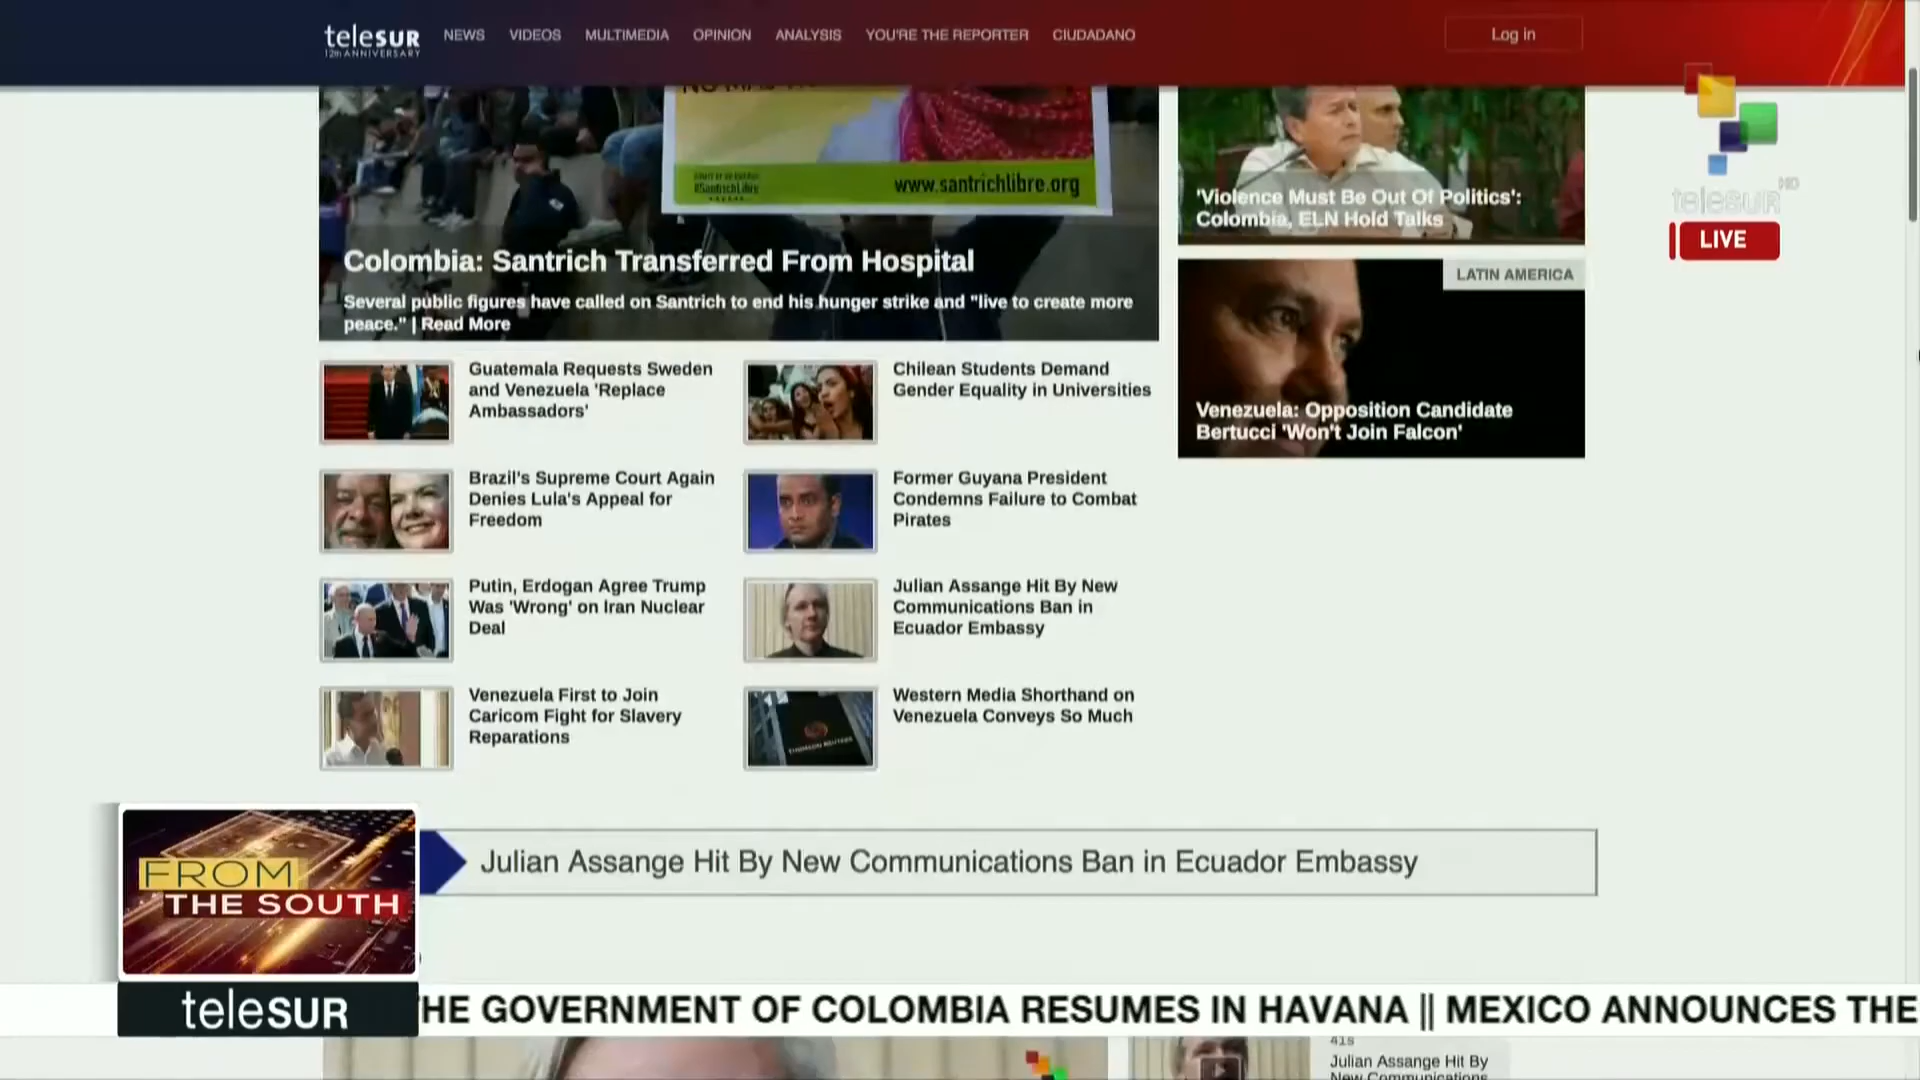 teleSUR
12th ANNIVERSARY
NEWS
VIDEOS
MULTIMEDIA
OPINION
ANALYSIS
YOU'RE THE REPORTER
CIUDADANO
Log in
#SantrichLibre
www.santrichlibre.org
Colombia: Santrich Transferred From Hospital
Several public figures have called on Santrich to end his hunger strike and "live to create more
peace." | Read More
'Violence Must Be Out Of Politics':
Colombia, ELN Hold Talks
LATIN AMERICA
Venezuela: Opposition Candidate
Bertucci 'Won't Join Falcon'
teleSUR HD
LIVE
Guatemala Requests Sweden
and Venezuela 'Replace
Ambassadors'
Chilean Students Demand
Gender Equality in Universities
Brazil's Supreme Court Again
Denies Lula's Appeal for
Freedom
Former Guyana President
Condemns Failure to Combat
Pirates
Putin, Erdogan Agree Trump
Was 'Wrong' on Iran Nuclear
Deal
Julian Assange Hit By New
Communications Ban in
Ecuador Embassy
Venezuela First to Join
Caricom Fight for Slavery
Reparations
THOMSON REUTERS
Western Media Shorthand on
Venezuela Conveys So Much
FROM
THE SOUTH
Julian Assange Hit By New Communications Ban in Ecuador Embassy
teleSUR
THE GOVERNMENT OF COLOMBIA RESUMES IN HAVANA || MEXICO ANNOUNCES THE
41s
Julian Assange Hit By
New Communications